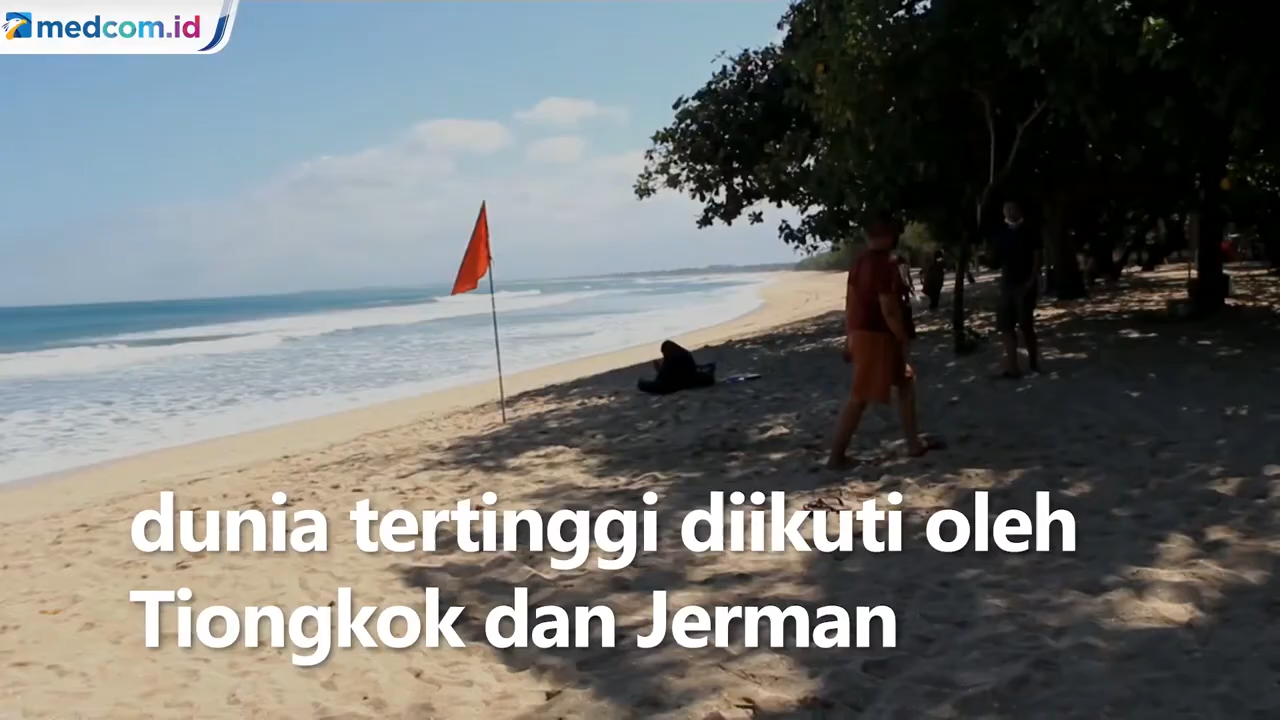 medcom.id
dunia tertinggi diikuti oleh
Tiongkok dan Jerman